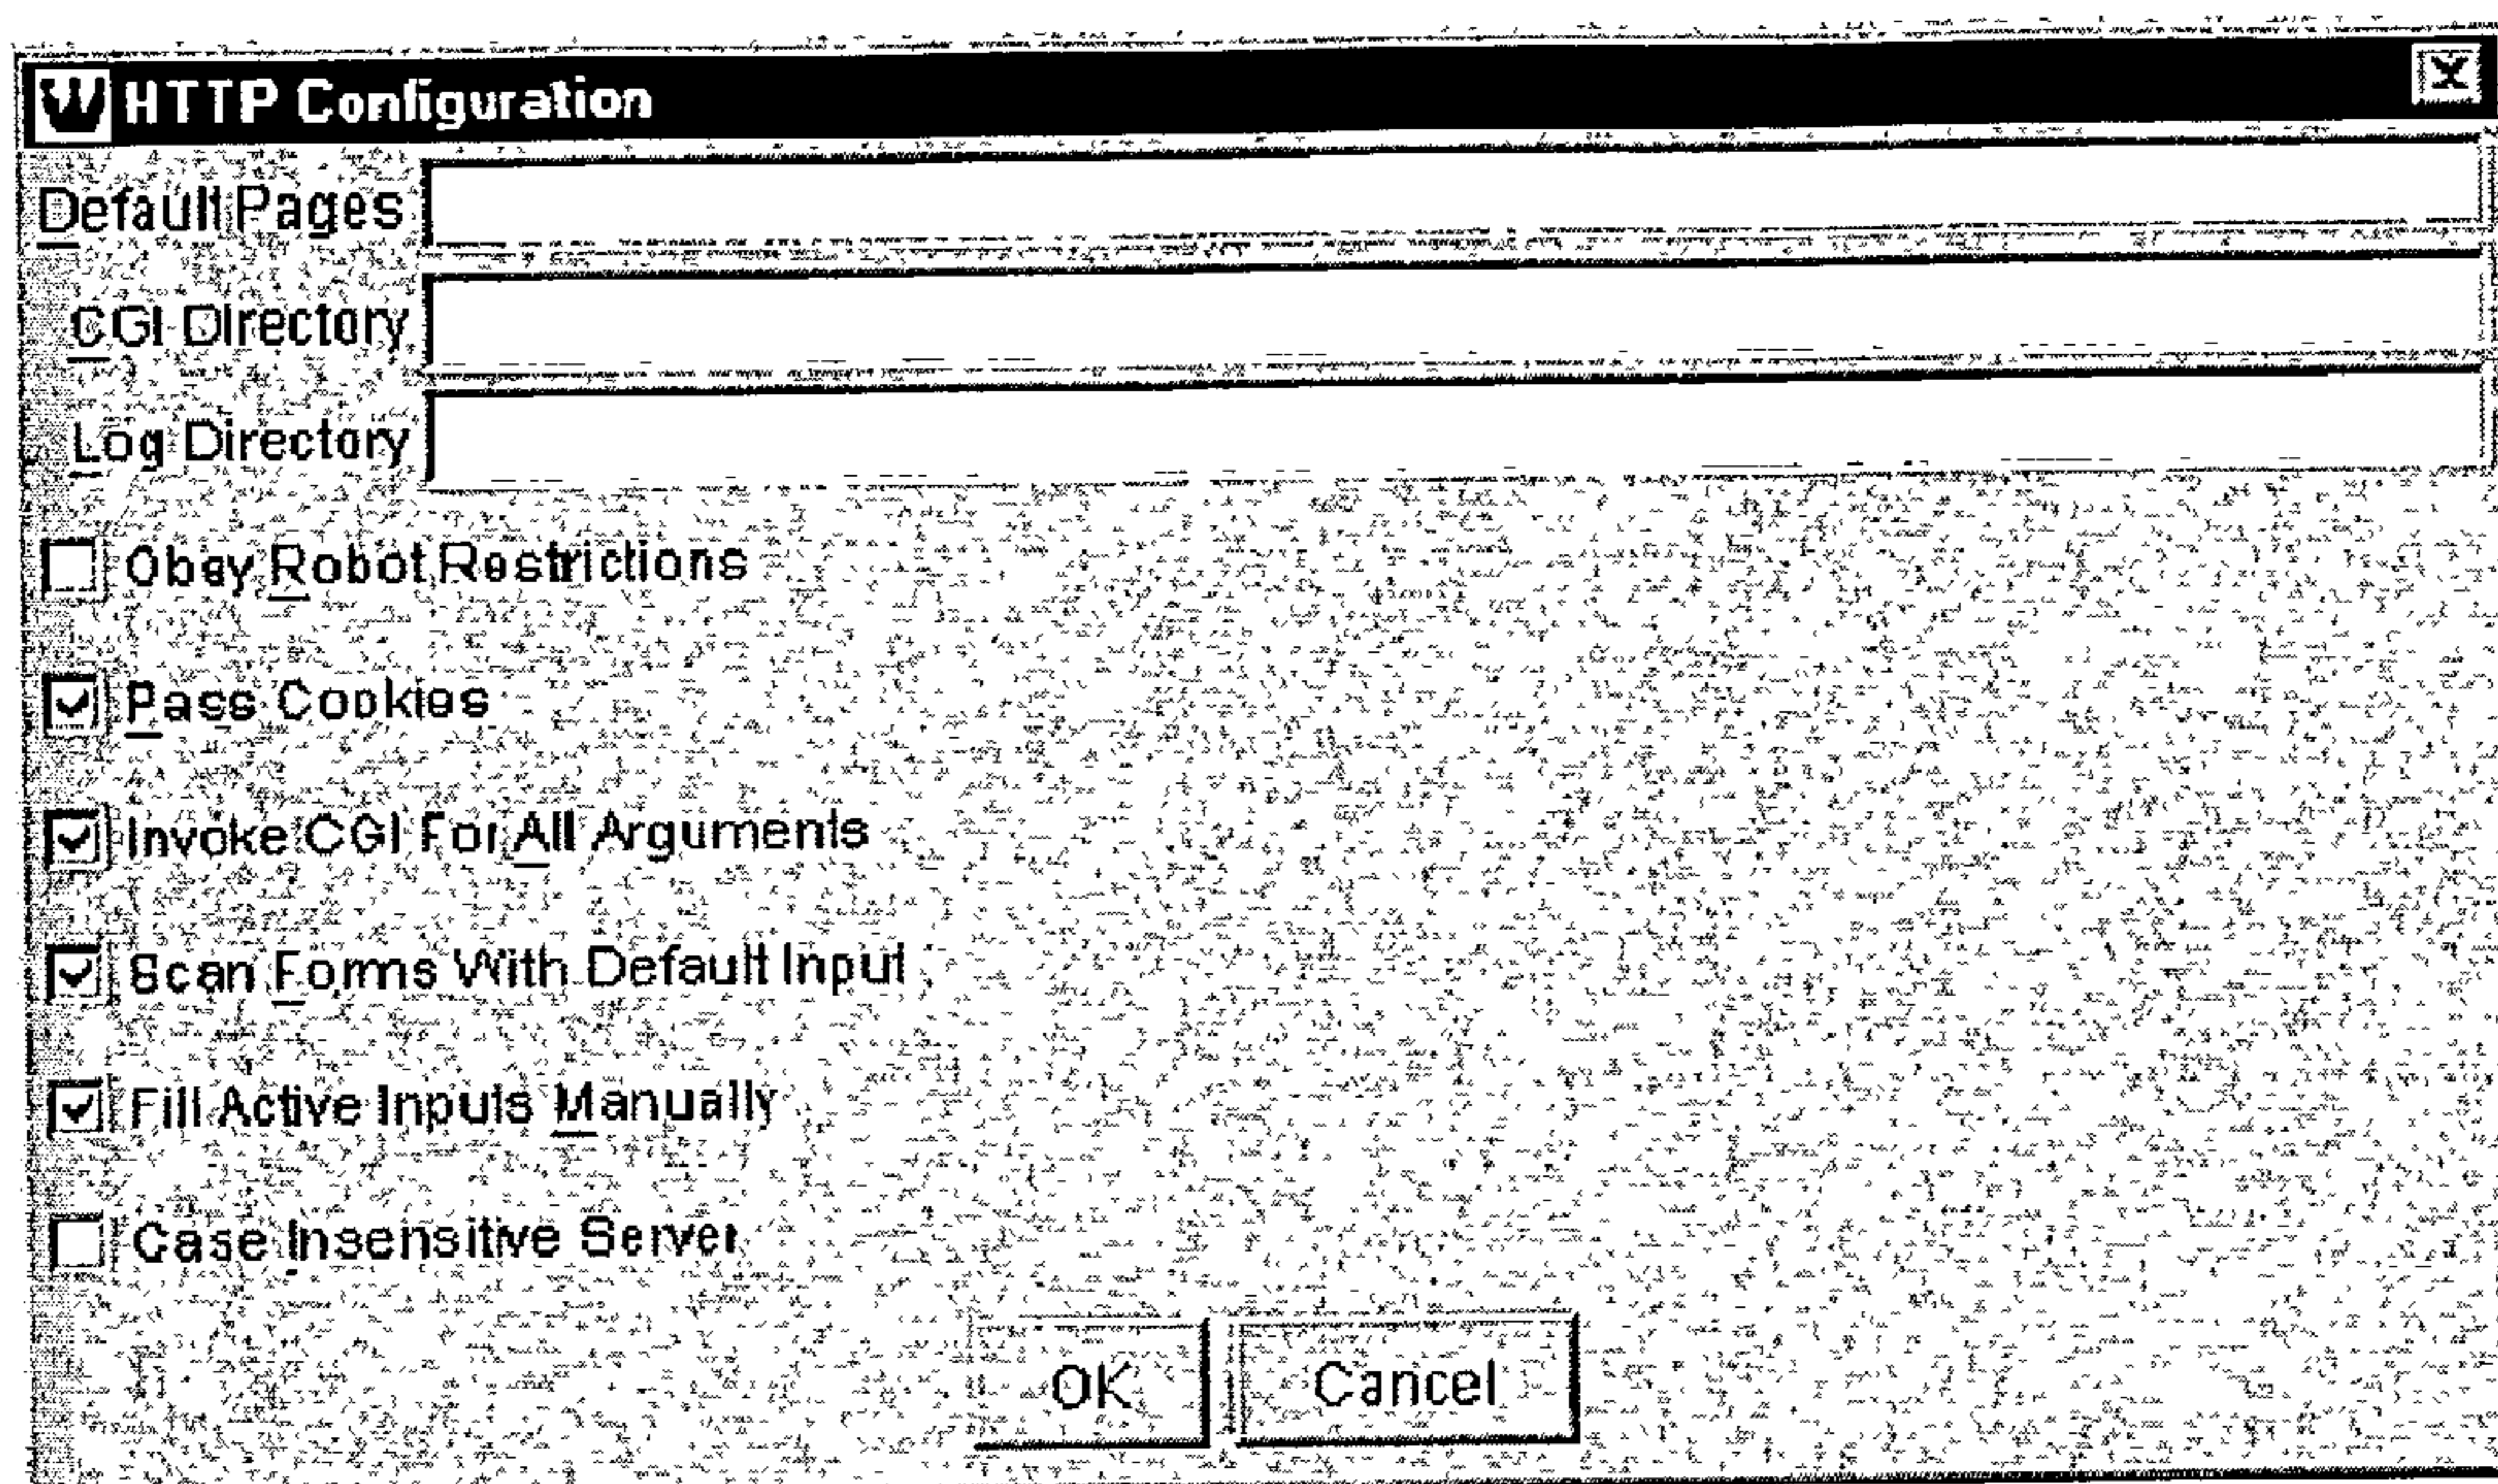 HTTP Configuration
Default Pages
CGI Directory
Log Directory
Obey Robot Restrictions
Pass Cookies
Invoke CGI For All Arguments
Scan Forms With Default Input
Fill Active Inputs Manually
Case Insensitive Server
OK Cancel